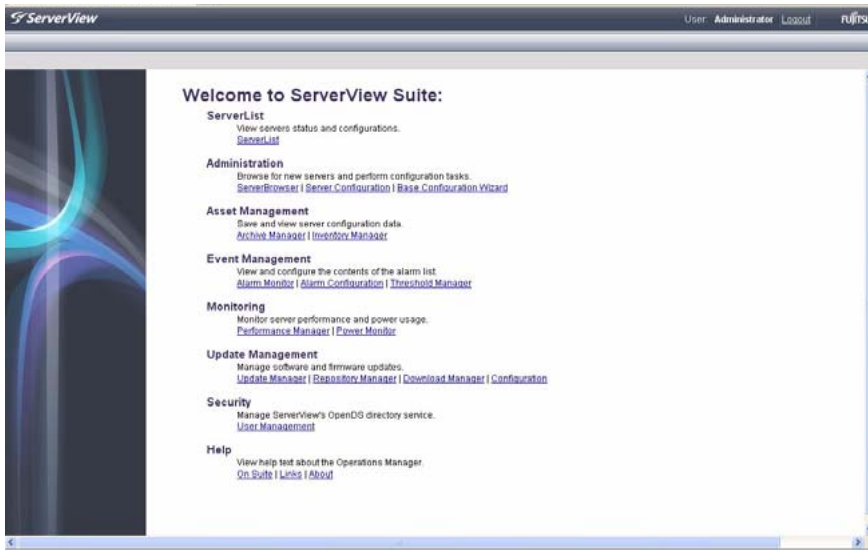 ServerView
User: Administrator Logout
Welcome to ServerView Suite:
ServerList
View servers status and configurations.
ServerList
Administration
Browse for new servers and perform configuration tasks.
ServerBrowser | Server Configuration | Base Configuration Wizard
Asset Management
Save and view server configuration data.
Archive Manager | Inventory Manager
Event Management
View and configure the contents of the alarm list.
Alarm Monitor | Alarm Configuration | Threshold Manager
Monitoring
Monitor server performance and power usage.
Performance Manager | Power Monitor
Update Management
Manage software and firmware updates.
Update Manager | Repository Manager | Download Manager | Configuration
Security
Manage ServerView's OpenDS directory service.
User Management
Help
View help text about the Operations Manager.
On Suite | Links | About